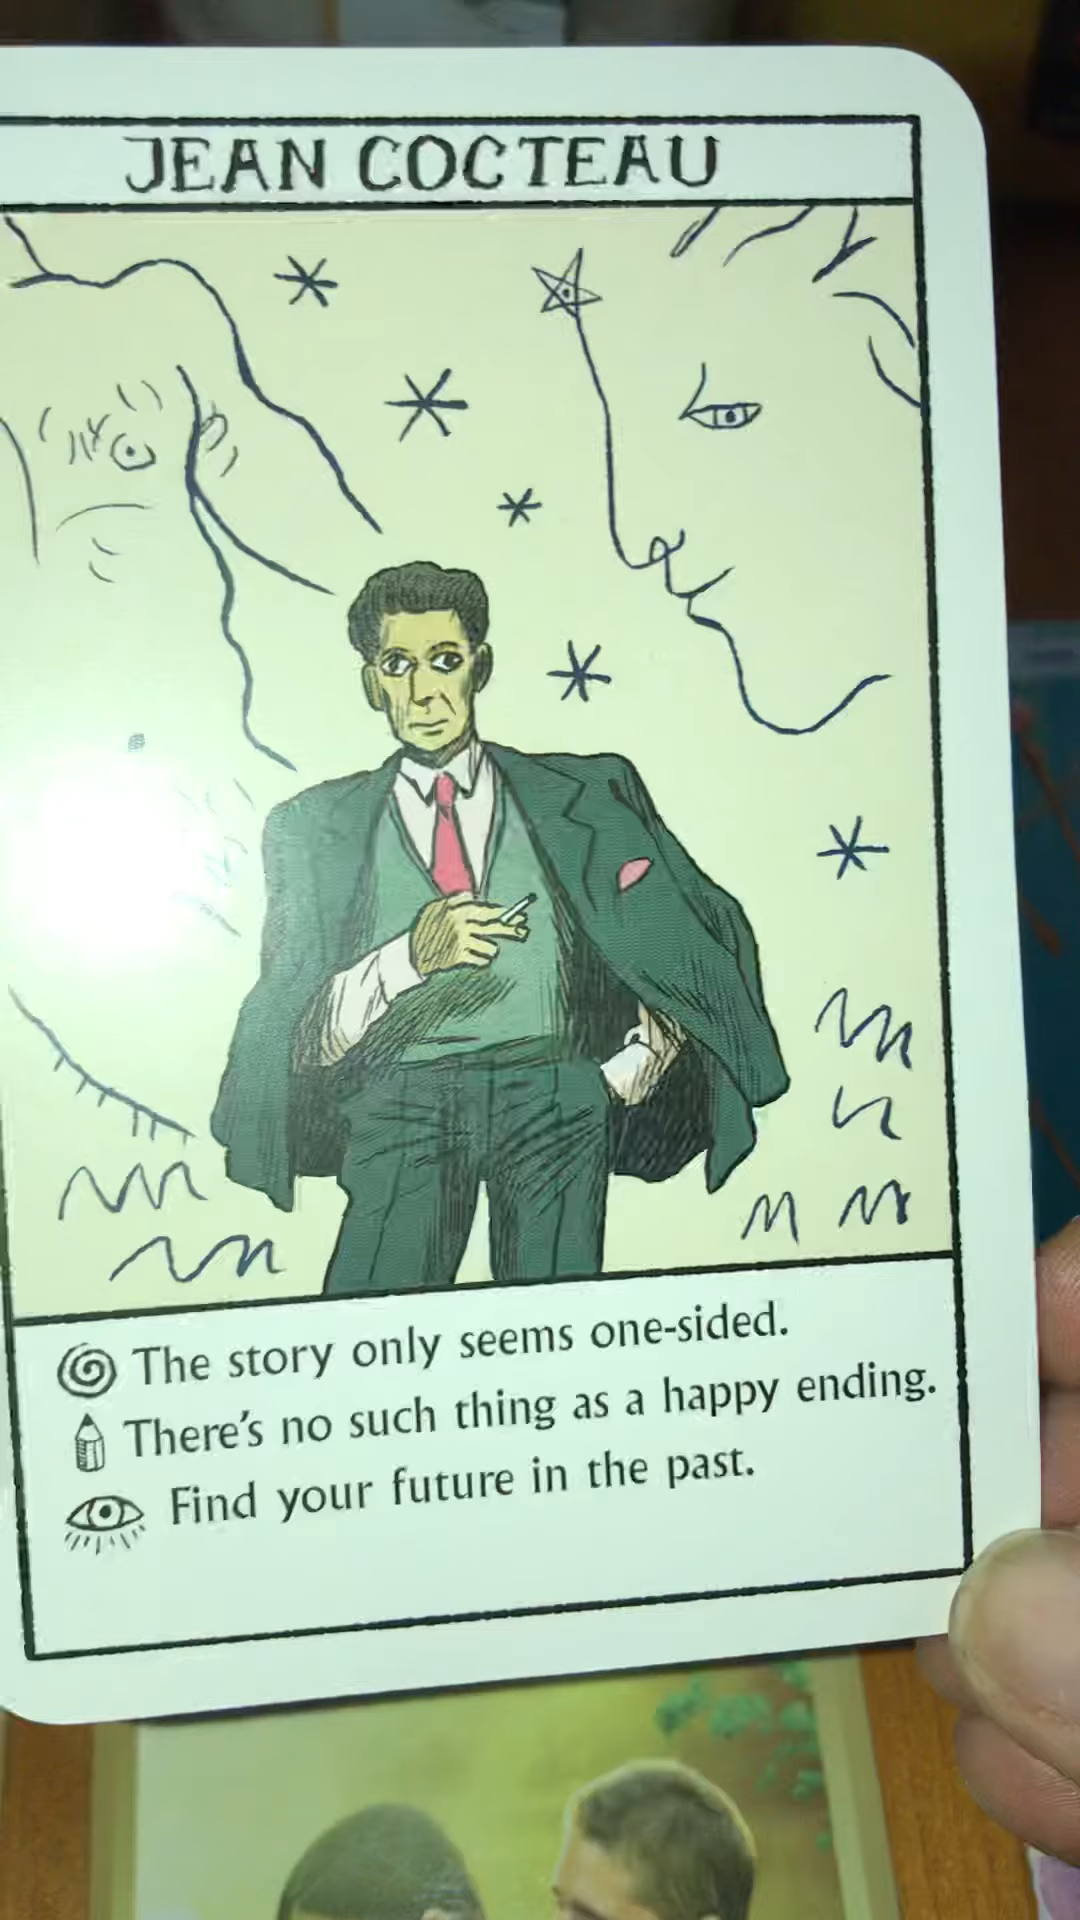 JEAN COCTEAU
The story only seems one-sided.
There's no such thing as a happy ending.
Find your future in the past.